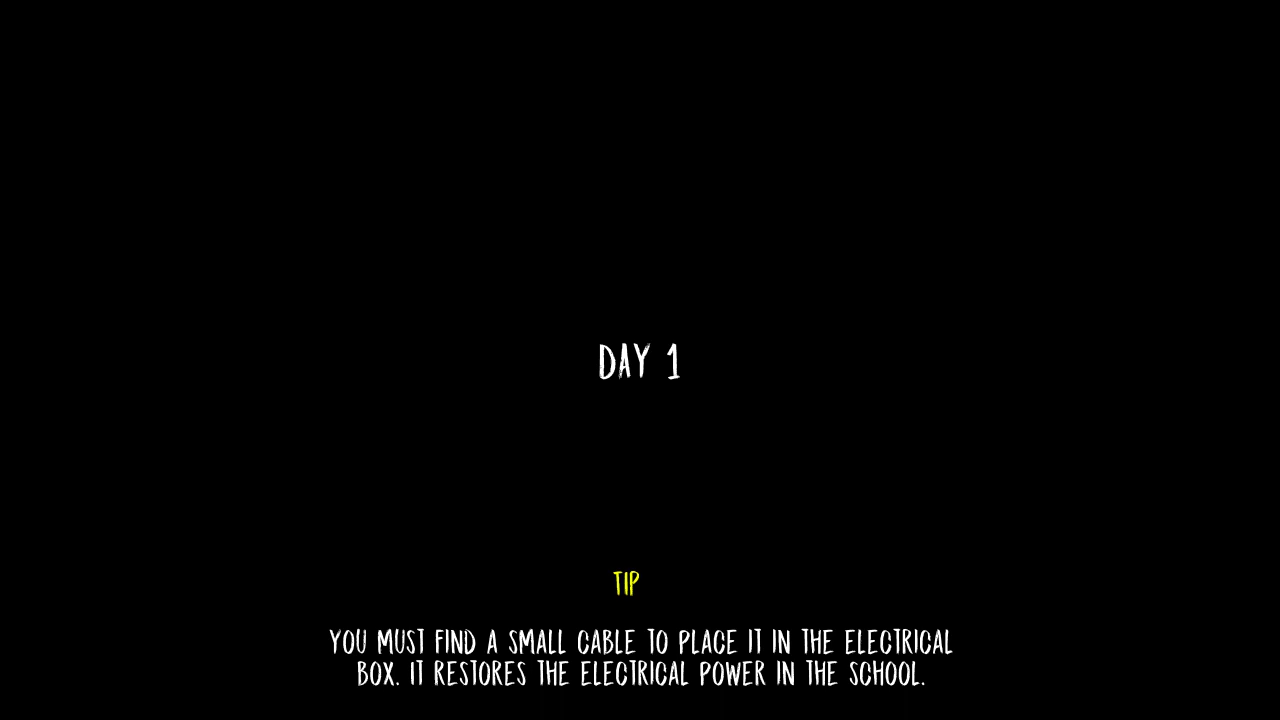 DAY 1
TIP
YOU MUST FIND A SMALL CABLE TO PLACE IT IN THE ELECTRICAL
BOX. IT RESTORES THE ELECTRICAL POWER IN THE SCHOOL.